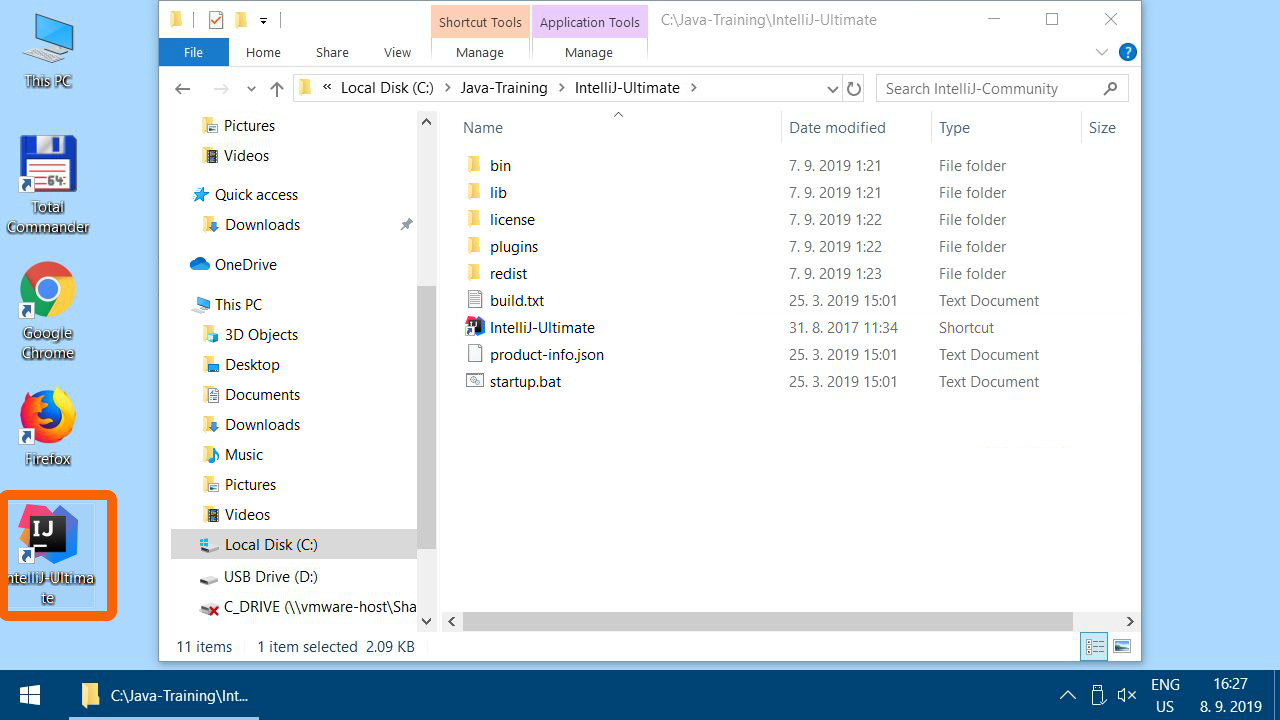 This PC
Total
Commander
64
Google
Chrome
Firefox
IJ
ntelliJ-Ultima
te
Shortcut Tools
Application Tools
C:\Java-Training\IntelliJ-Ultimate
File
Home
Share
View
Manage
Manage
?
« Local Disk (C:) > Java-Training > IntelliJ-Ultimate >
Search IntelliJ-Community
Pictures
Videos
Quick access
Downloads
OneDrive
This PC
3D Objects
Desktop
Documents
Downloads
Music
Pictures
Videos
Local Disk (C:)
USB Drive (D:)
C_DRIVE (\\vmware-host\Sha
Name Date modified Type Size
bin 7. 9. 2019 1:21 File folder
lib 7. 9. 2019 1:21 File folder
license 7. 9. 2019 1:22 File folder
plugins 7. 9. 2019 1:22 File folder
redist 7. 9. 2019 1:23 File folder
build.txt 25. 3. 2019 15:01 Text Document
IntelliJ-Ultimate 31. 8. 2017 11:34 Shortcut
product-info.json 25. 3. 2019 15:01 Text Document
startup.bat 25. 3. 2019 15:01 Text Document
11 items 1 item selected 2.09 KB
C:\Java-Training\Int...
ENG
US
16:27
8. 9. 2019